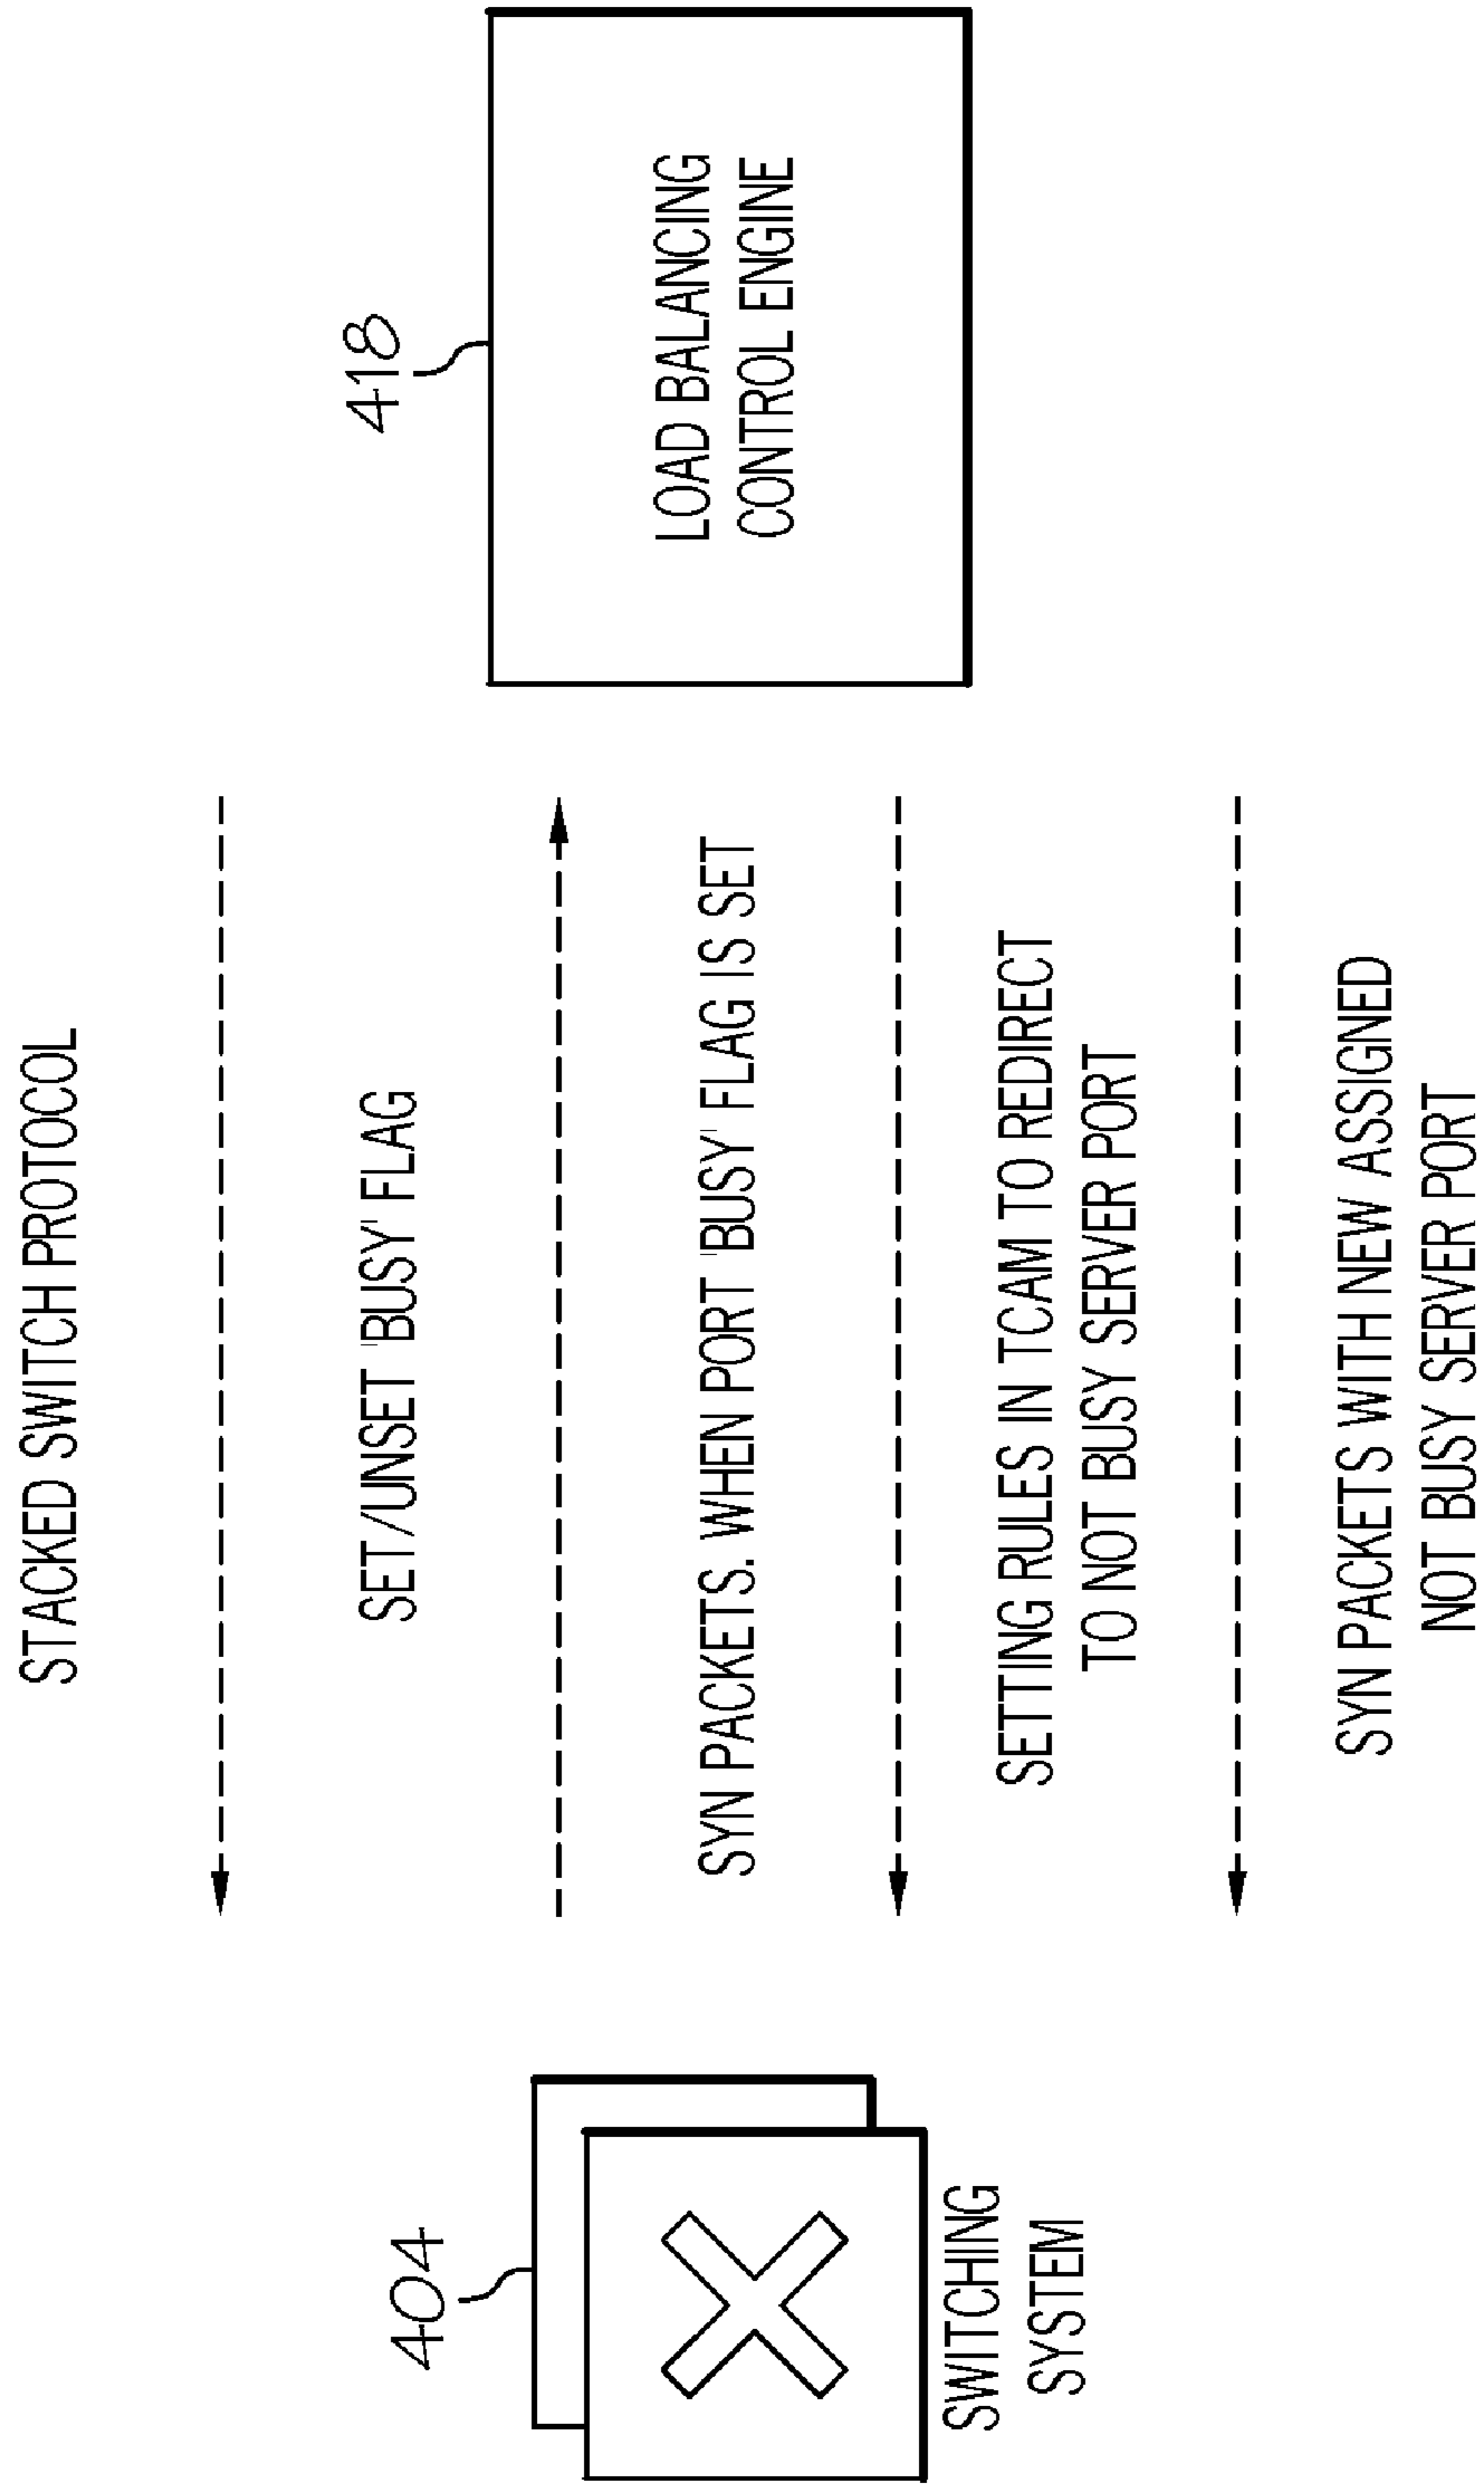 STACKED SWITCH PROTOCOL
404
418
SET/UNSET "BUSY" FLAG
LOAD BALANCING
CONTROL ENGINE
SYN PACKETS. WHEN PORT "BUSY" FLAG IS SET
SWITCHING
SYSTEM
SETTING RULES IN TCAM TO REDIRECT
TO NOT BUSY SERVER PORT
SYN PACKETS WITH NEW ASSIGNED
NOT BUSY SERVER PORT